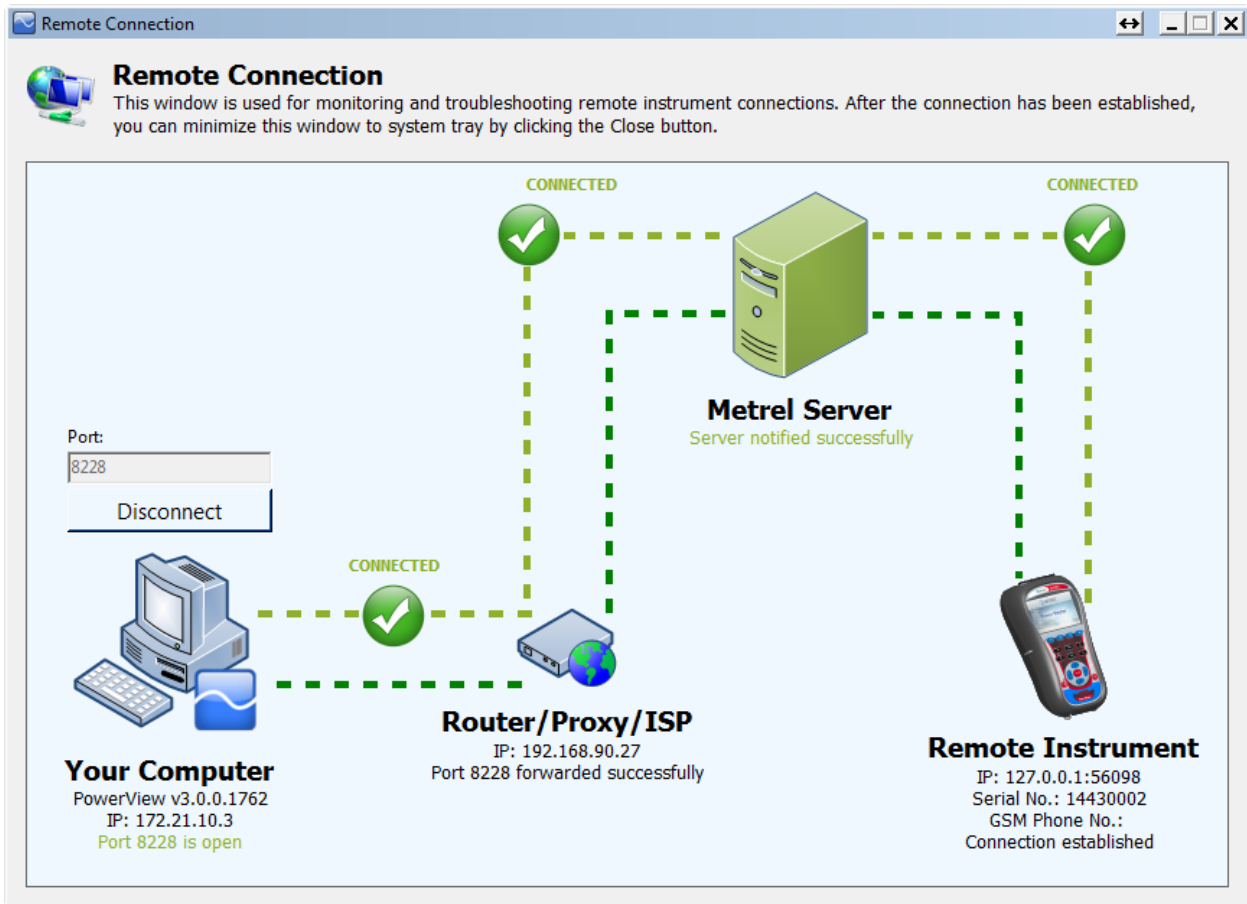 Remote Connection
Remote Connection
This window is used for monitoring and troubleshooting remote instrument connections. After the connection has been established,
you can minimize this window to system tray by clicking the Close button.
CONNECTED
CONNECTED
Metrel Server
Server notified successfully
Port:
8228
Disconnect
CONNECTED
Router/Proxy/ISP
IP: 192.168.90.27
Port 8228 forwarded successfully
Your Computer
PowerView v3.0.0.1762
IP: 172.21.10.3
Port 8228 is open
Remote Instrument
IP: 127.0.0.1:56098
Serial No.: 14430002
GSM Phone No.:
Connection established